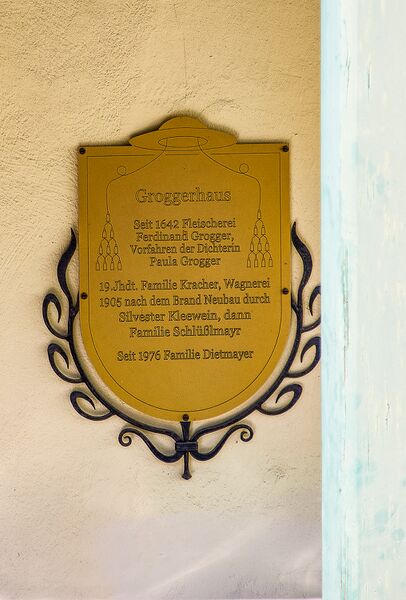 Groggerhaus
Seit 1642 Fleischerei
Ferdinand Grogger,
Vorfahren der Dichterin
Paula Grogger
19.Jhdt. Familie Kracher, Wagnerei
1905 nach dem Brand Neubau durch
Silvester Kleewein, dann
Familie Schlüßlmayr
Seit 1976 Familie Dietmayer